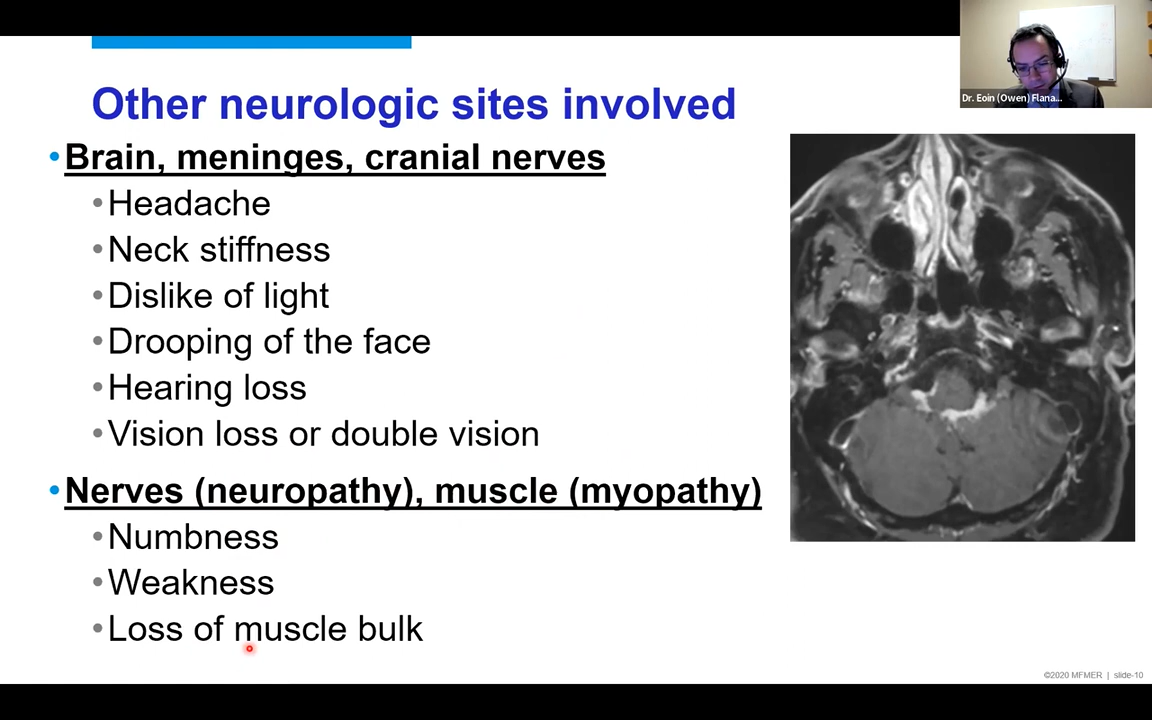 Dr. Eoin (Owen) Flana...
Other neurologic sites involved
•Brain, meninges, cranial nerves
•Headache
•Neck stiffness
•Dislike of light
•Drooping of the face
•Hearing loss
•Vision loss or double vision
•Nerves (neuropathy), muscle (myopathy)
•Numbness
•Weakness
•Loss of muscle bulk
©2020 MFMER | slide-10